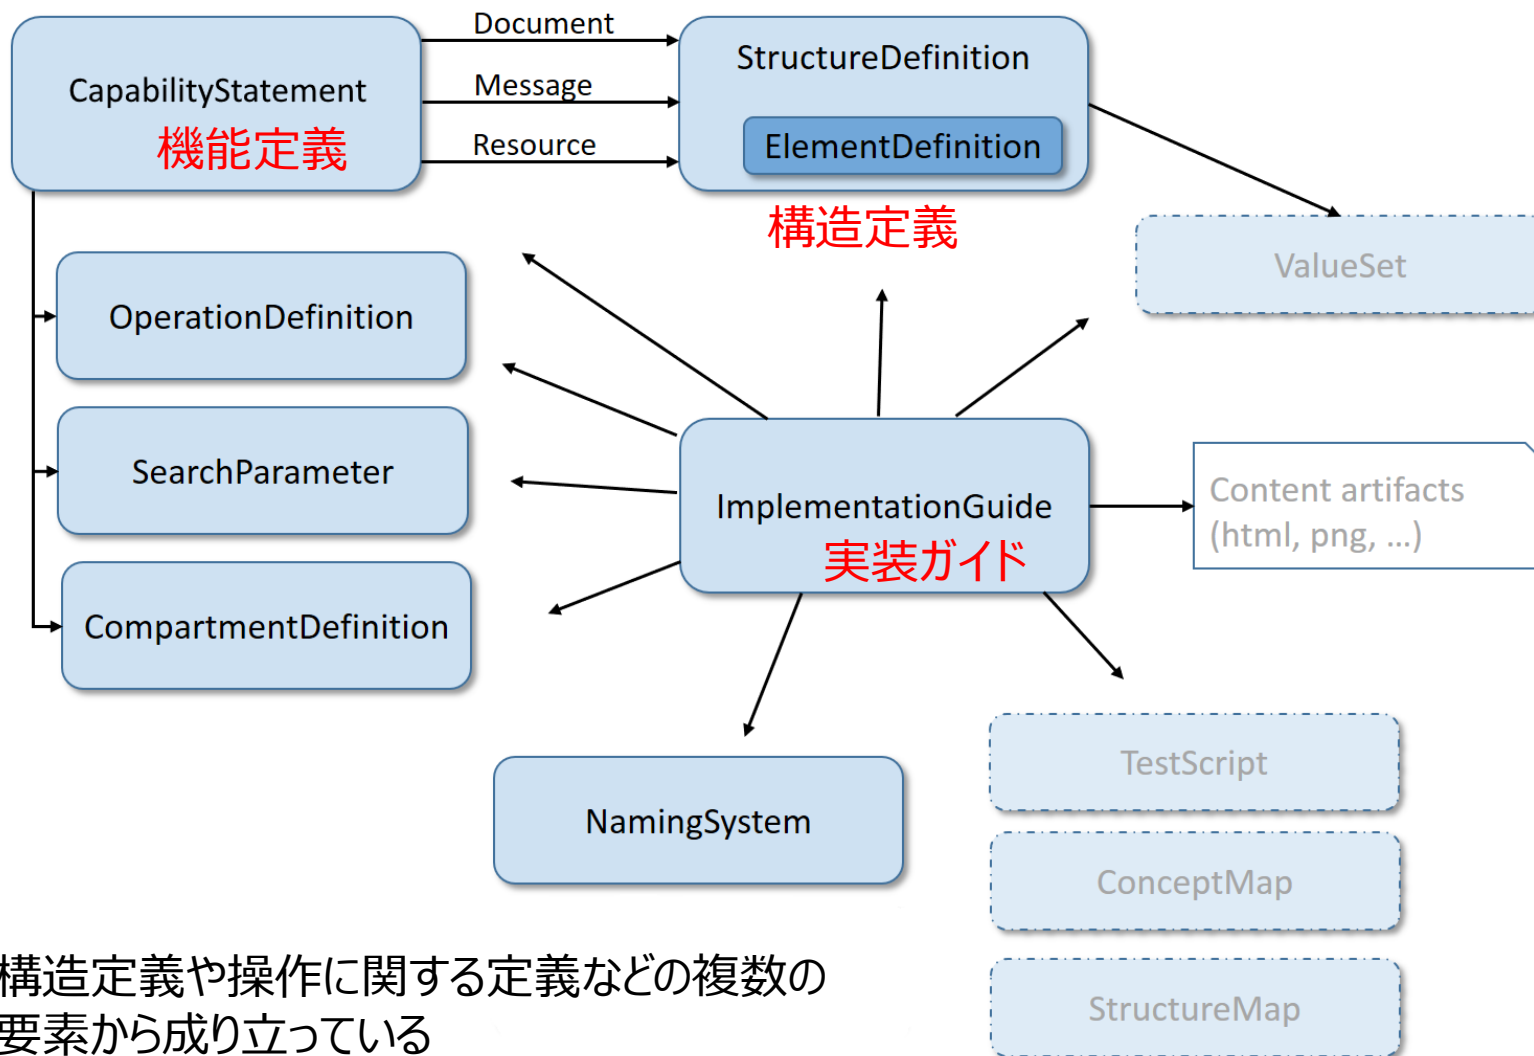 Document
CapabilityStatement
機能定義
Message
Resource
StructureDefinition
ElementDefinition
構造定義
ValueSet
OperationDefinition
SearchParameter
CompartmentDefinition
ImplementationGuide
実装ガイド
Content artifacts
(html, png, ...)
NamingSystem
TestScript
ConceptMap
StructureMap
構造定義や操作に関する定義などの複数の
要素から成り立っている